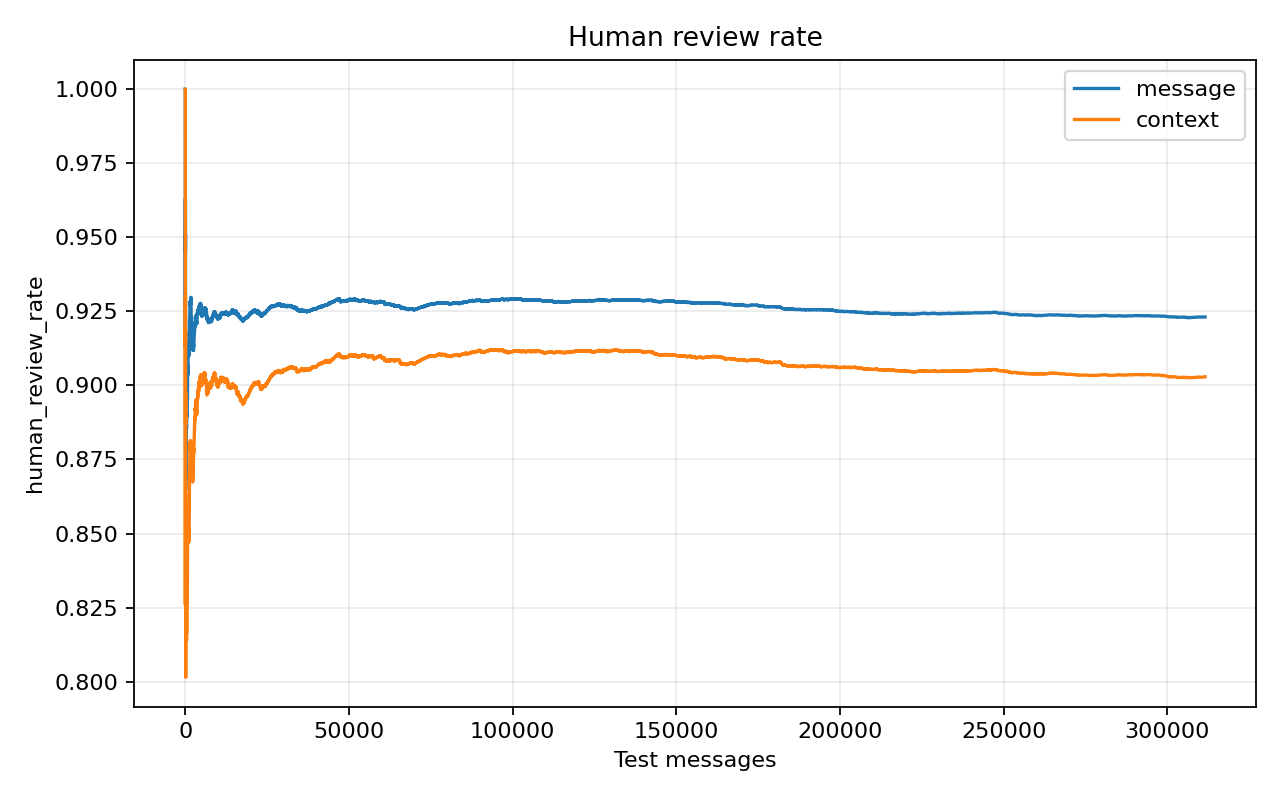 Human review rate
message
context
1.000
0.975
0.950
0.925
0.900
0.875
0.850
0.825
0.800
human_review_rate
0 50000 100000 150000 200000 250000 300000
Test messages